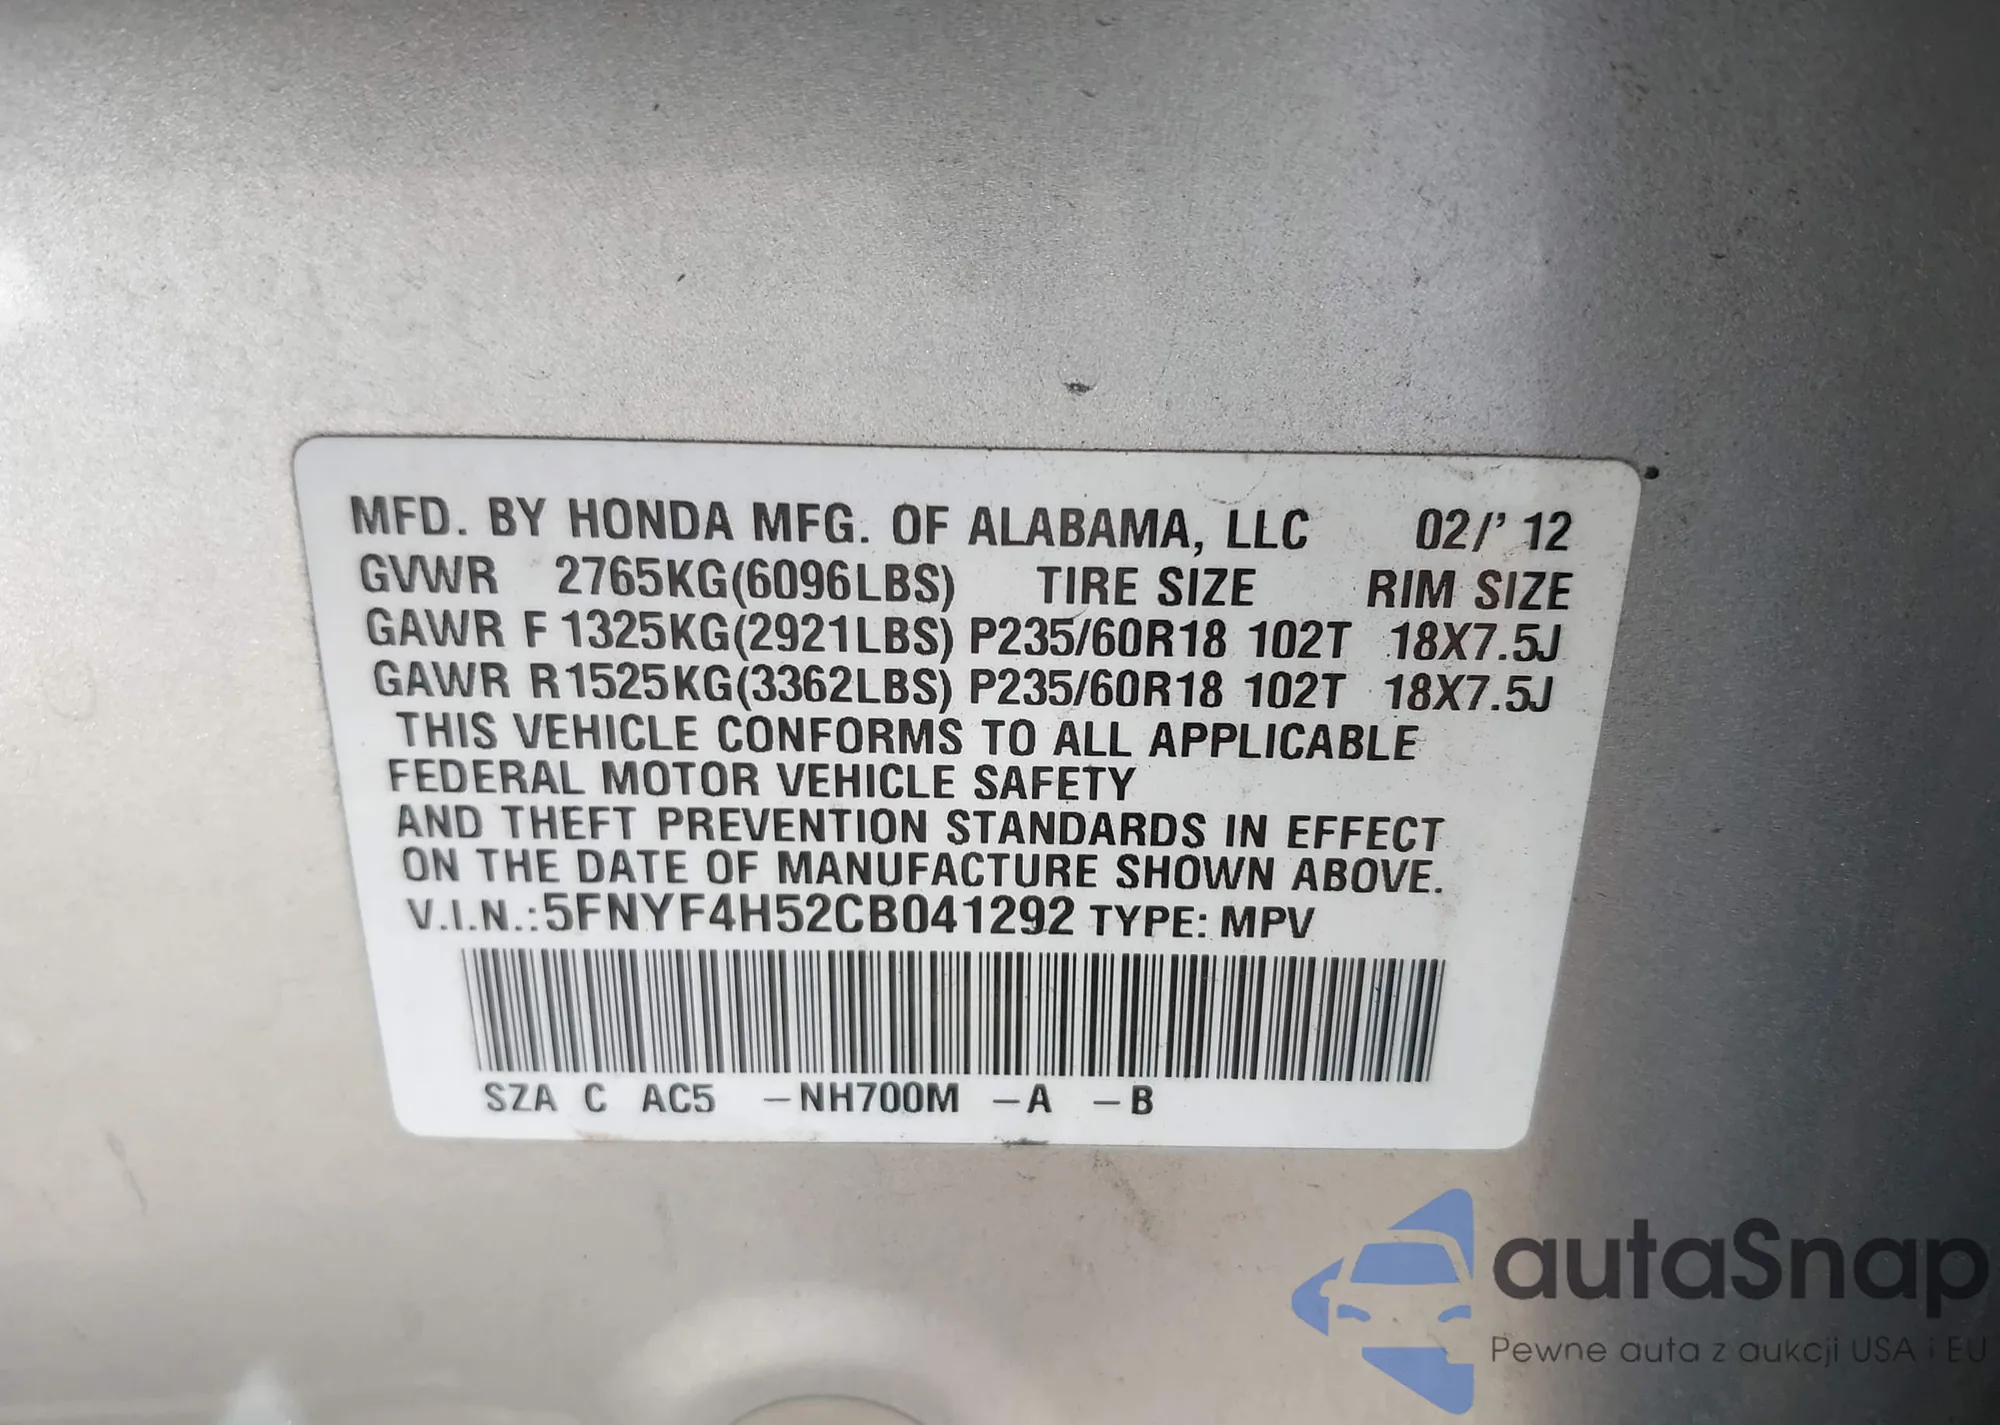 MFD. BY HONDA MFG. OF ALABAMA, LLC 02/' 12
GVWR 2765KG(6096LBS) TIRE SIZE RIM SIZE
GAWR F 1325KG(2921LBS) P235/60R18 102T 18X7.5J
GAWR R1525KG(3362LBS) P235/60R18 102T 18X7.5J
THIS VEHICLE CONFORMS TO ALL APPLICABLE
FEDERAL MOTOR VEHICLE SAFETY
AND THEFT PREVENTION STANDARDS IN EFFECT
ON THE DATE OF MANUFACTURE SHOWN ABOVE.
V.I.N.:5FNYF4H52CB041292 TYPE: MPV
SZA C AC5 –NH700M –A –B
autaSnap
Pewne auta z aukcji USA i EU